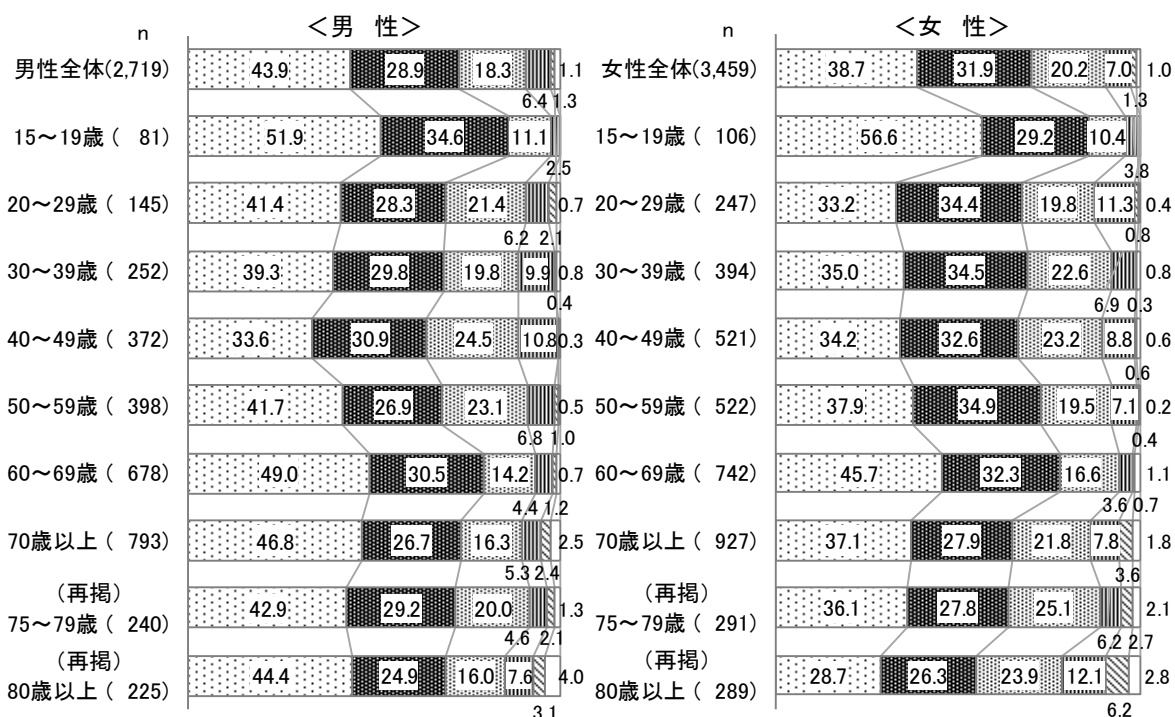 ＜男 性＞
n
男性全体(2,719) 43.9 28.9 18.3 1.1
6.4 1.3
15～19歳( 81) 51.9 34.6 11.1
2.5
20～29歳( 145) 41.4 28.3 21.4 0.7
6.2 2.1
30～39歳( 252) 39.3 29.8 19.8 9.9 0.8
0.4
40～49歳( 372) 33.6 30.9 24.5 10.8 0.3
50～59歳( 398) 41.7 26.9 23.1 0.5
6.8 1.0
60～69歳( 678) 49.0 30.5 14.2 0.7
4.4 1.2
70歳以上( 793) 46.8 26.7 16.3 2.5
5.3 2.4
(再掲)
75～79歳( 240) 42.9 29.2 20.0 1.3
4.6 2.1
(再掲)
80歳以上( 225) 44.4 24.9 16.0 7.6 4.0
3.1
＜女 性＞
n
女性全体(3,459) 38.7 31.9 20.2 7.0 1.0
1.3
15～19歳( 106) 56.6 29.2 10.4
3.8
20～29歳( 247) 33.2 34.4 19.8 11.3 0.4
0.8
30～39歳( 394) 35.0 34.5 22.6 0.8
6.9 0.3
40～49歳( 521) 34.2 32.6 23.2 8.8 0.6
0.6
50～59歳( 522) 37.9 34.9 19.5 7.1 0.2
0.4
60～69歳( 742) 45.7 32.3 16.6 1.1
3.6 0.7
70歳以上( 927) 37.1 27.9 21.8 7.8 1.8
3.6
(再掲)
75～79歳( 291) 36.1 27.8 25.1 2.1
6.2 2.7
(再掲)
80歳以上( 289) 28.7 26.3 23.9 12.1 2.8
6.2